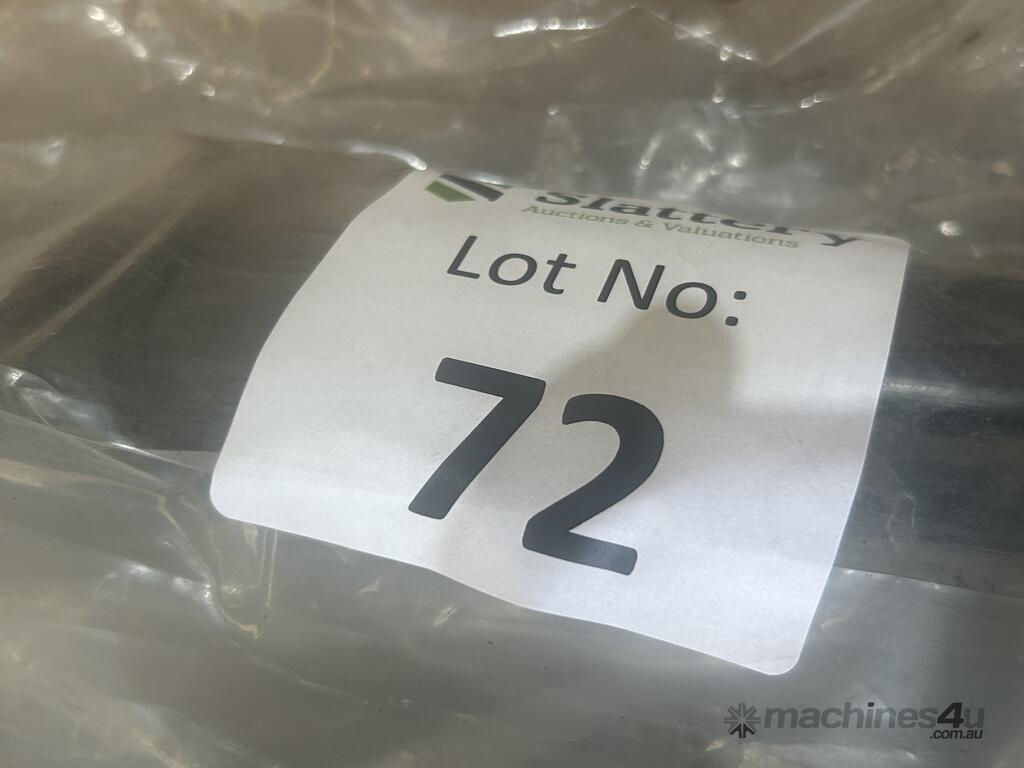 Slattery
Auctions & Valuations
Lot No:
72
machines4u
.com.au